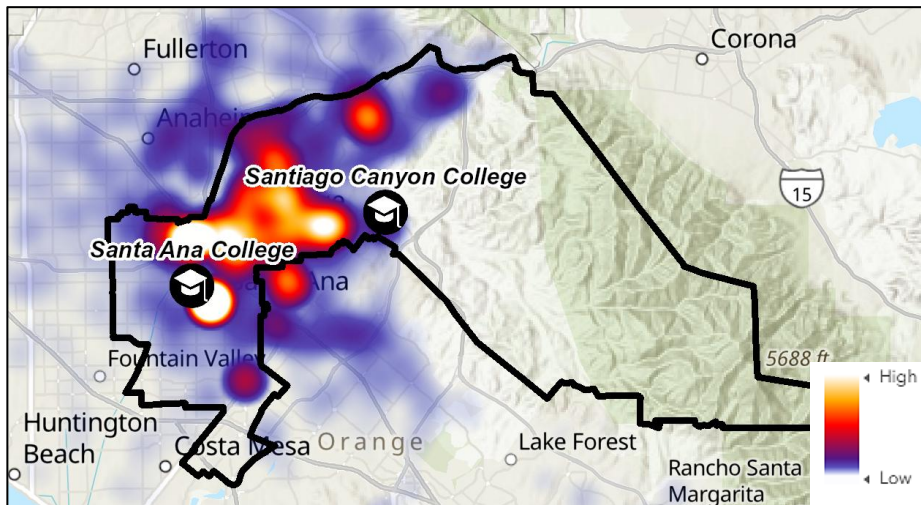 Fullerton
Corona
Anaheim
Santiago Canyon College
15
Santa Ana College
Ana
5688 ft
Fountain Valley
High
Huntington
Beach
Costa Mesa
Orange
Lake Forest
Rancho Santa
Margarita
Low